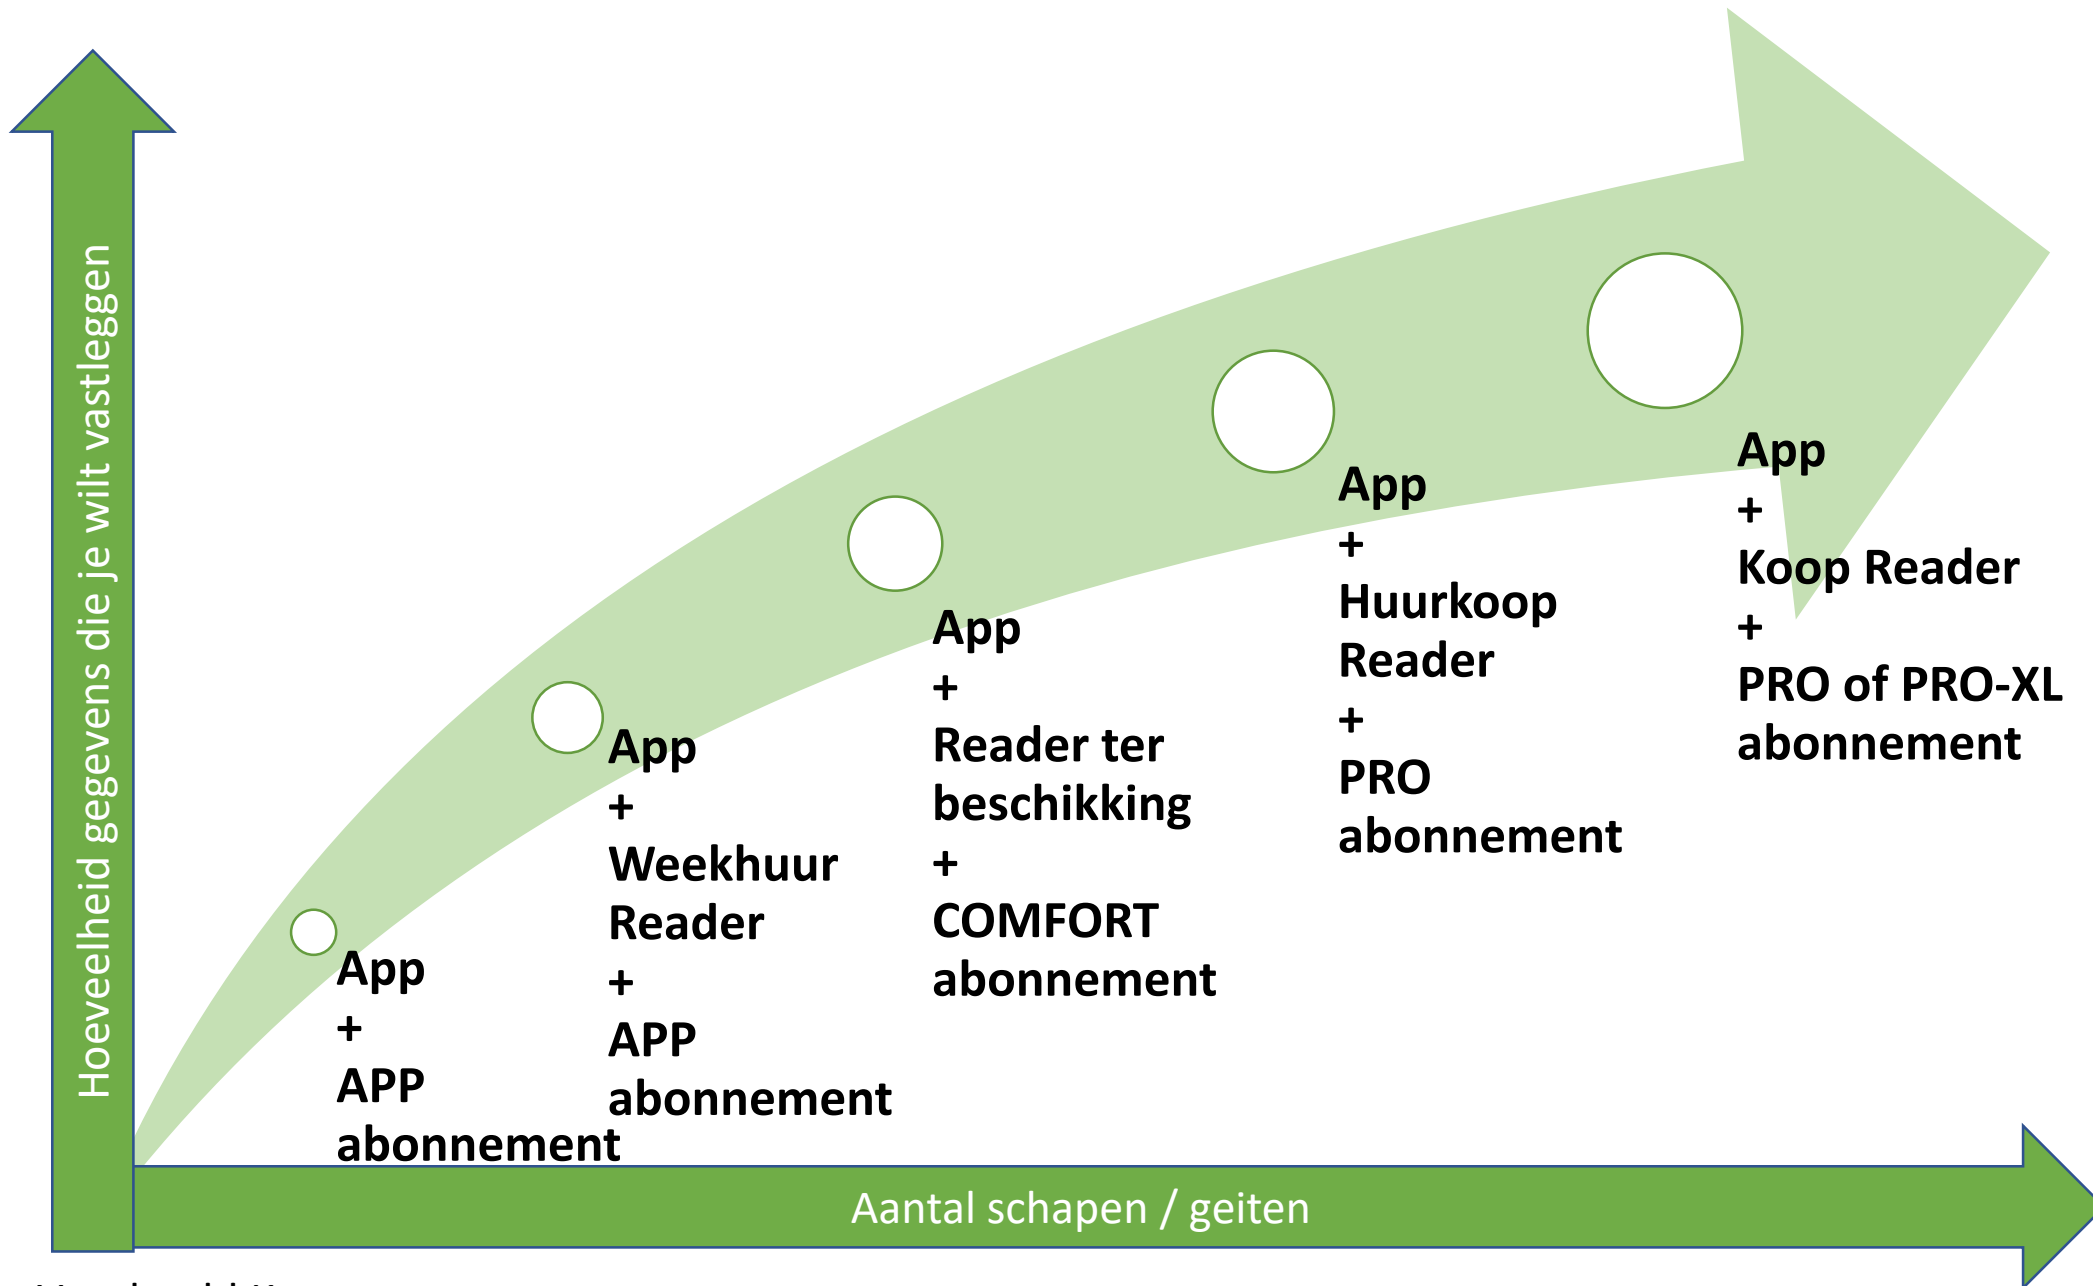 Hoeveelheid gegevens die je wilt vastleggen
App
+
APP
abonnement
App
+
Weekhuur
Reader
+
APP
abonnement
App
+
Reader ter
beschikking
+
COMFORT
abonnement
App
+
Huurkoop
Reader
+
PRO
abonnement
App
+
Koop Reader
+
PRO of PRO-XL
abonnement
Aantal schapen / geiten